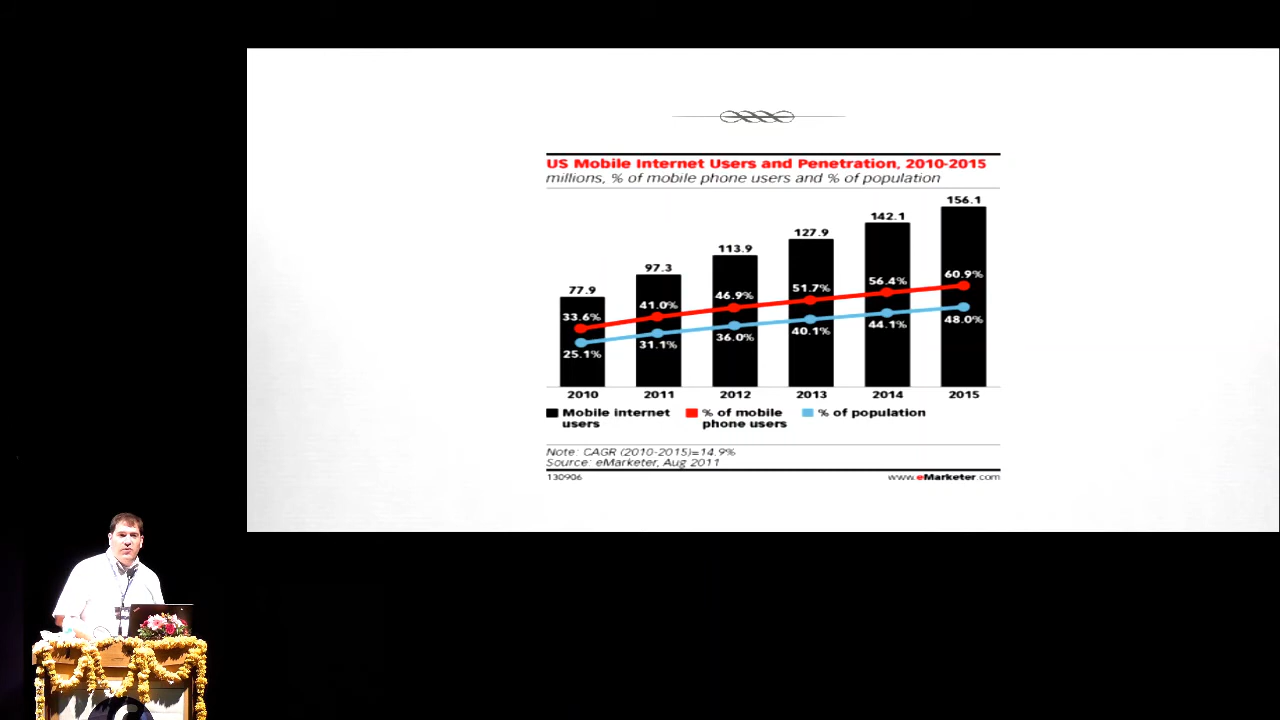 US Mobile Internet Users and Penetration, 2010-2015
millions, % of mobile phone users and % of population
77.9
97.3
113.9
127.9
142.1
156.1
33.6%
41.0%
46.9%
51.7%
56.4%
60.9%
25.1%
31.1%
36.0%
40.1%
44.1%
48.0%
2010 2011 2012 2013 2014 2015
Mobile internet users
% of mobile phone users
% of population
Note: CAGR (2010-2015)=14.9%
Source: eMarketer, Aug 2011
130906 www.eMarketer.com